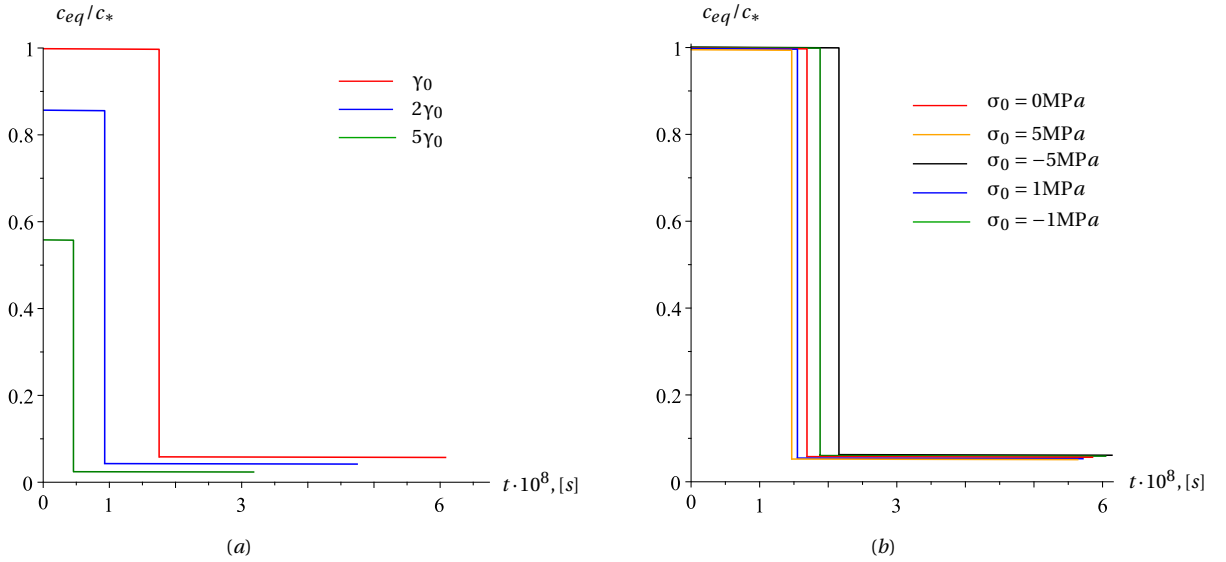 c_eq/c_*
1
0.8
0.6
0.4
0.2
0
0
1
3
6
t·10^8, [s]
γ0
2γ0
5γ0
(a)
c_eq/c_*
1
0.8
0.6
0.4
0.2
0
0
1
3
6
t·10^8, [s]
σ0 = 0MPa
σ0 = 5MPa
σ0 = −5MPa
σ0 = 1MPa
σ0 = −1MPa
(b)